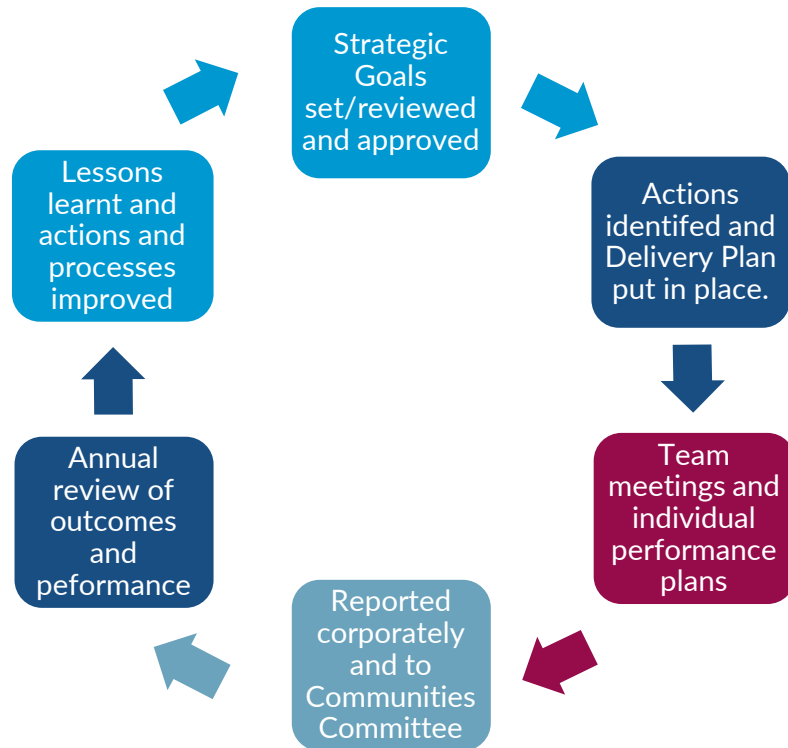 Strategic
Goals
set/reviewed
and approved
Actions
identifed and
Delivery Plan
put in place.
Team
meetings and
individual
performance
plans
Reported
corporately
and to
Communities
Committee
Annual
review of
outcomes
and
peformance
Lessons
learnt and
actions and
processes
improved